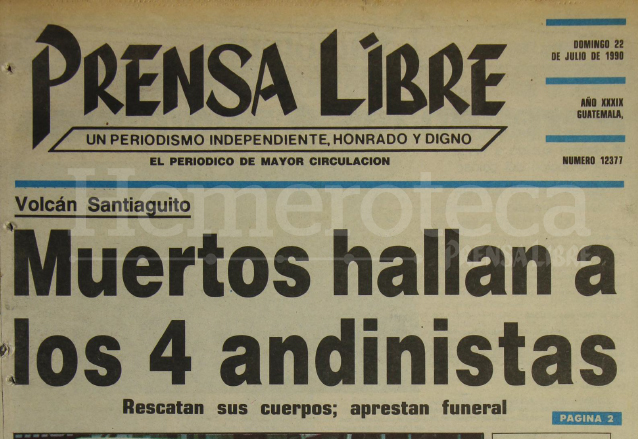 PRENSA LIBRE
DOMINGO 22
DE JULIO DE 1990
AÑO XXXIX
GUATEMALA,
UN PERIODISMO INDEPENDIENTE, HONRADO Y DIGNO
EL PERIODICO DE MAYOR CIRCULACION
NUMERO 12377
Hemeroteca
PRENSA LIBRE
Volcán Santiaguito
Muertos hallan a
los 4 andinistas
Rescatan sus cuerpos; aprestan funeral
PAGINA 2